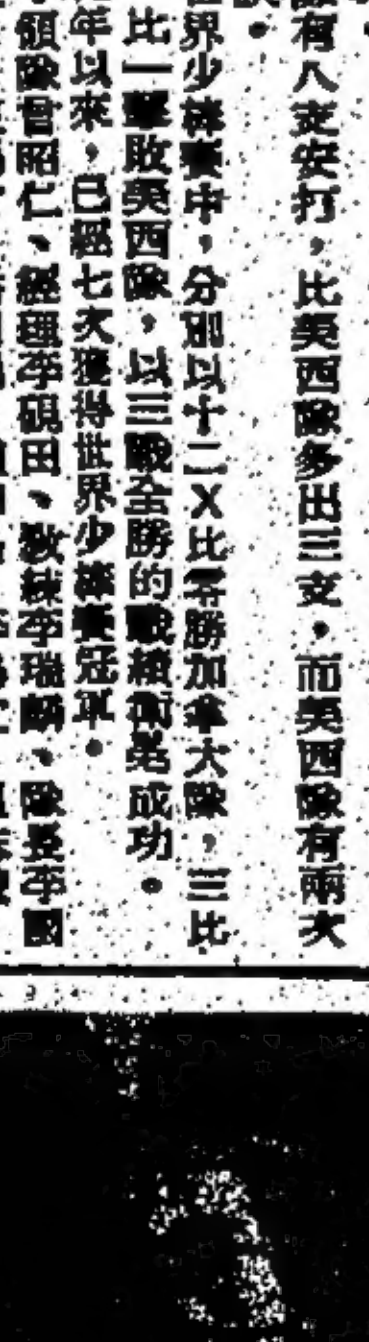 隊有八支安打,比美西隊多出三支,而美西隊有兩次
世界少棒賽中,分別以十二X比零勝加拿大隊,三比
比一擊敗美西隊,以三戰全勝的戰績衛冕成功。
年以來,已經七次獲得世界少棒賽冠軍。
領隊曾昭仁、經理李硯田、教練李瑞麟、隊長李國